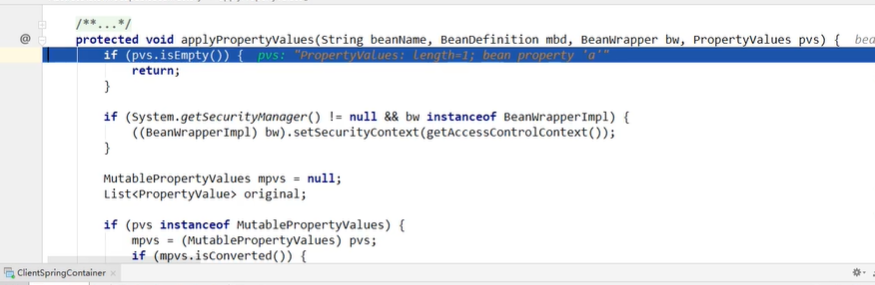 /**...*/
@ protected void applyPropertyValues(String beanName, BeanDefinition mbd, BeanWrapper bw, PropertyValues pvs) { bea
if (pvs.isEmpty()) { pvs: "PropertyValues: length=1; bean property 'a'"
return;
}
if (System.getSecurityManager() != null && bw instanceof BeanWrapperImpl) {
((BeanWrapperImpl) bw).setSecurityContext(getAccessControlContext());
}
MutablePropertyValues mpvs = null;
List<PropertyValue> original;
if (pvs instanceof MutablePropertyValues) {
mpvs = (MutablePropertyValues) pvs;
if (mpvs.isConverted()) {
ClientSpringContainer ×